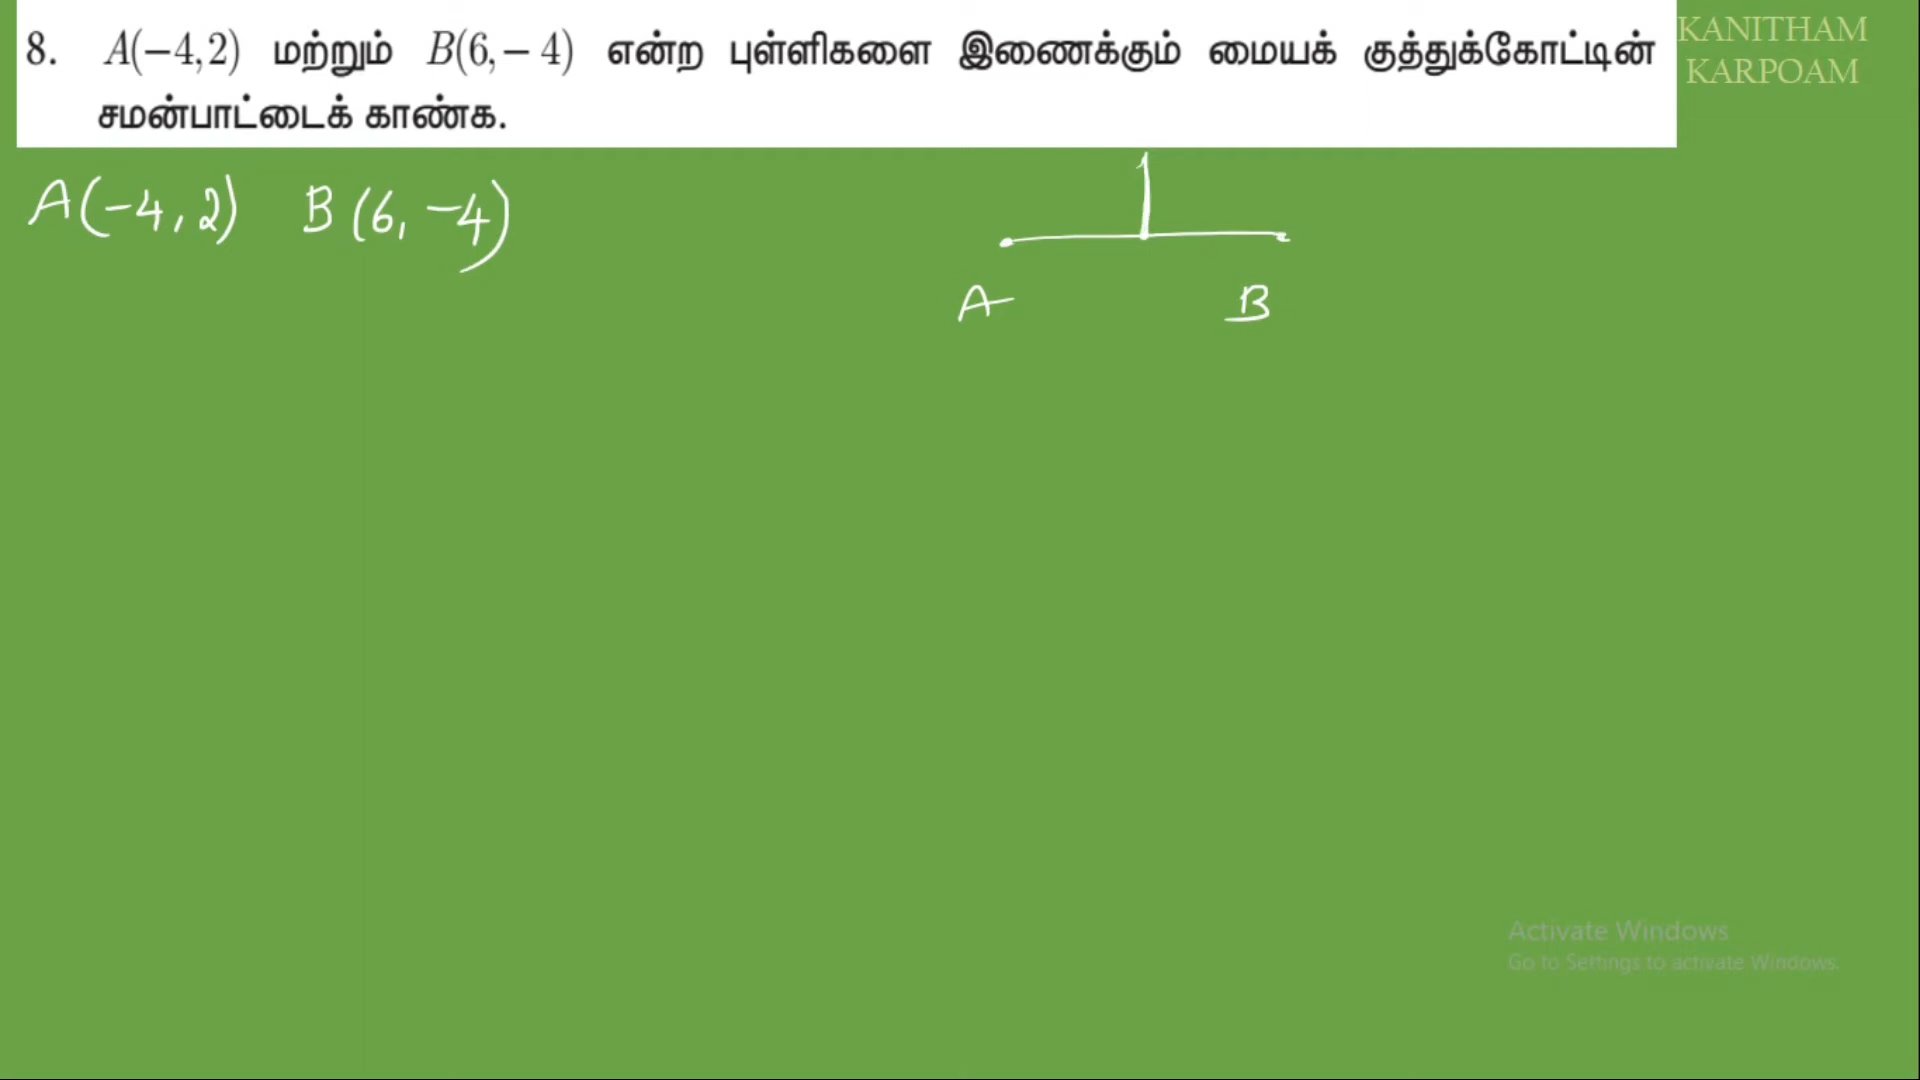 8. A(−4,2) மற்றும் B(6,− 4) என்ற புள்ளிகளை இணைக்கும் மையக் குத்துக்கோட்டின்
சமன்பாட்டைக் காண்க.
KANITHAM
KARPOAM
A(-4,2) B(6,-4)
A B
Activate Windows
Go to Settings to activate Windows.